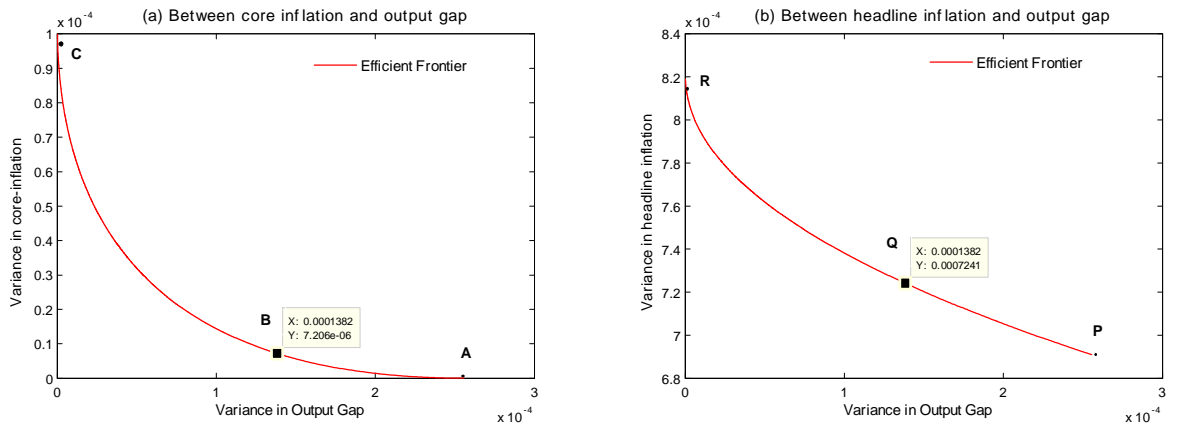 (a) Between core inflation and output gap
x 10-4
1
0.9
0.8
0.7
0.6
0.5
0.4
0.3
0.2
0.1
0
Variance in core-inflation
C
Efficient Frontier
B
X: 0.0001382
Y: 7.206e-06
A
0
1
2
3
Variance in Output Gap
x 10-4
(b) Between headline inflation and output gap
x 10-4
8.4
8.2
8
7.8
7.6
7.4
7.2
7
6.8
Variance in headline inflation
R
Efficient Frontier
Q
X: 0.0001382
Y: 0.0007241
P
0
1
2
3
Variance in Output Gap
x 10-4